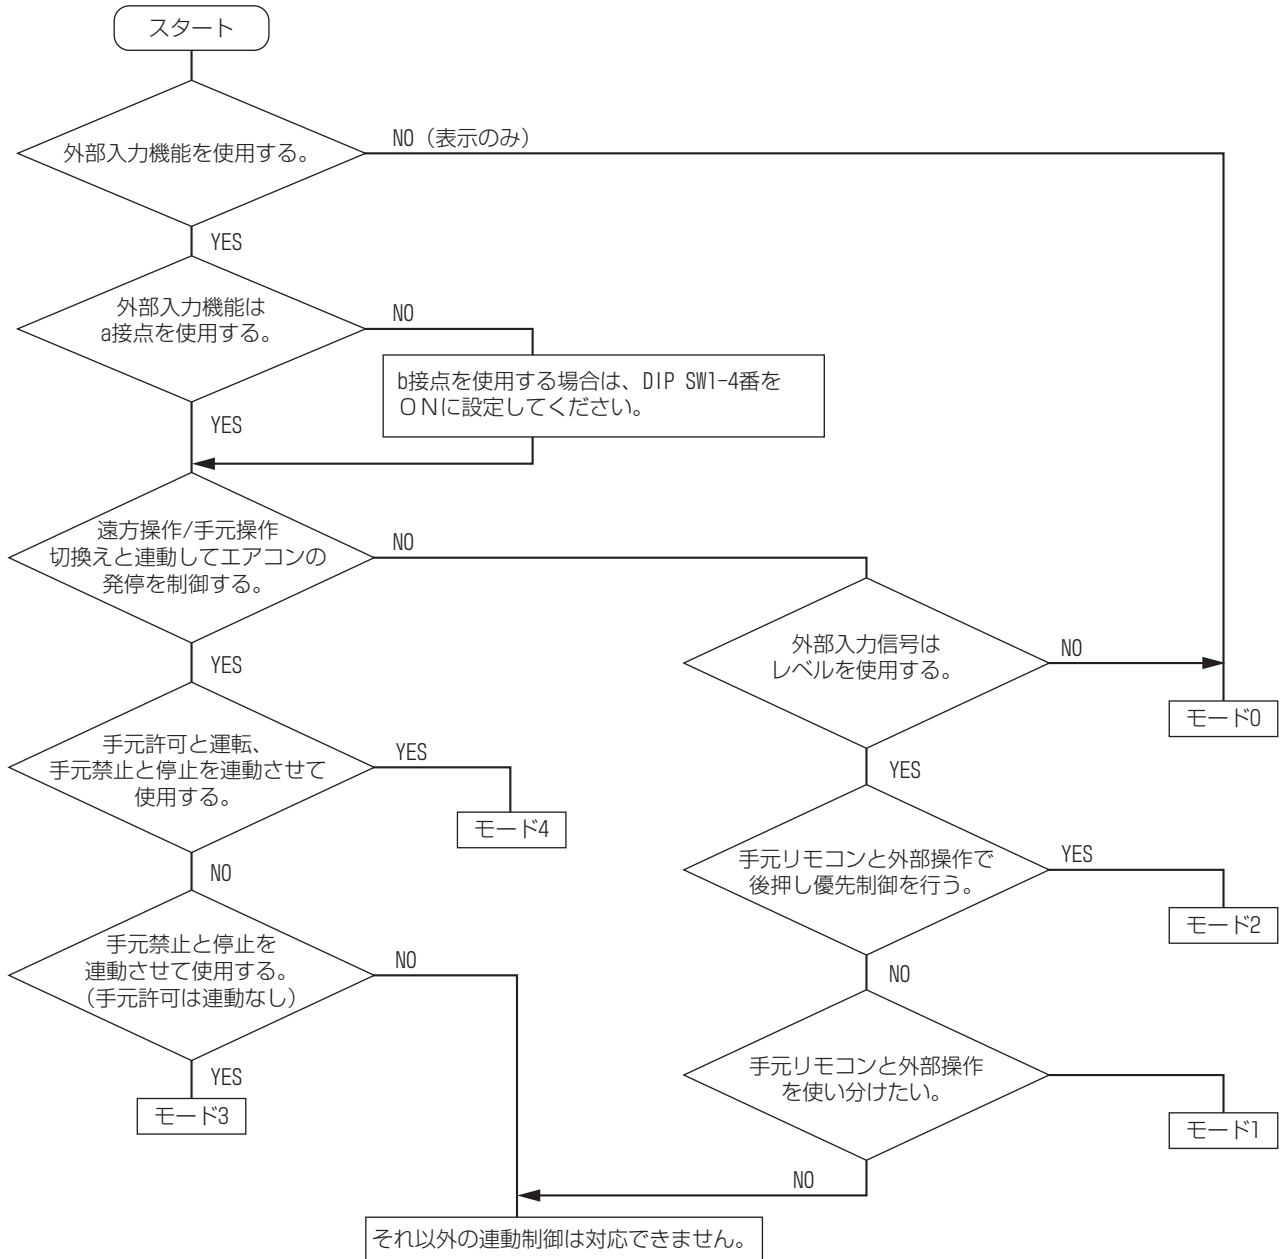 スタート
外部入力機能を使用する。
NO（表示のみ）
YES
外部入力機能は
a接点を使用する。
NO
b接点を使用する場合は、DIP SW1-4番を
ＯＮに設定してください。
YES
遠方操作/手元操作
切換えと連動してエアコンの
発停を制御する。
NO
外部入力信号は
レベルを使用する。
NO
モード0
YES
手元許可と運転、
手元禁止と停止を連動させて
使用する。
YES
モード4
YES
手元リモコンと外部操作で
後押し優先制御を行う。
YES
モード2
NO
手元禁止と停止を
連動させて使用する。
（手元許可は連動なし）
NO
YES
モード3
NO
手元リモコンと外部操作
を使い分けたい。
モード1
NO
それ以外の連動制御は対応できません。